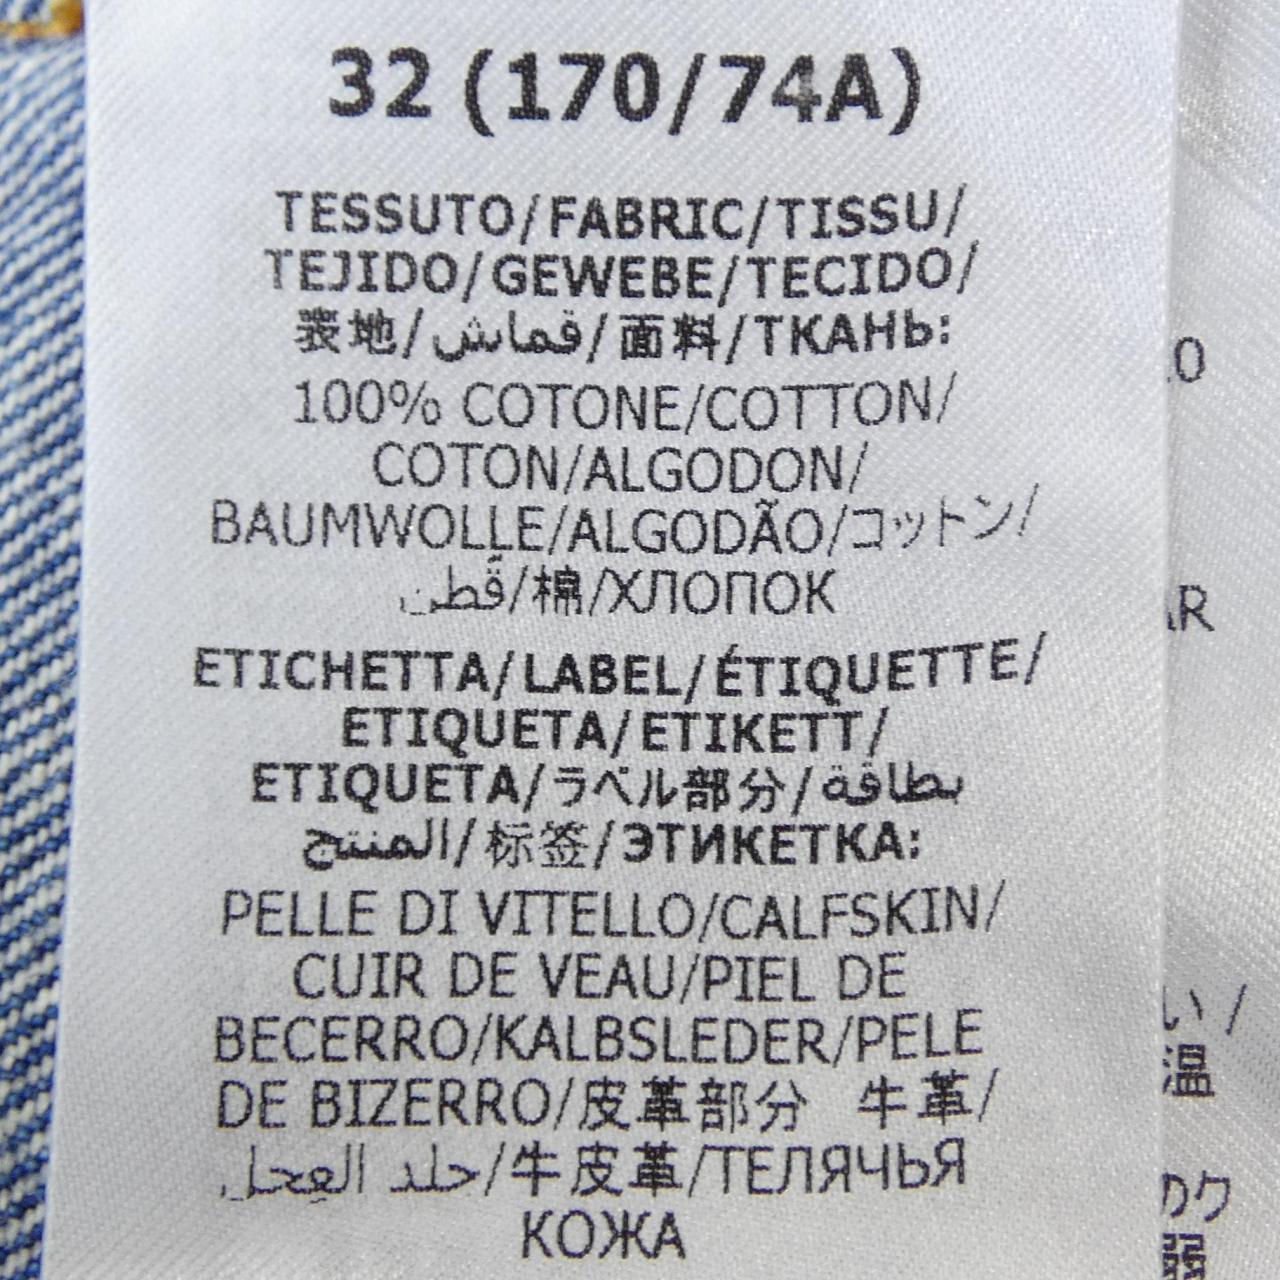 32 (170/74A)
TESSUTO/FABRIC/TISSU/
TEJIDO/GEWEBE/TECIDO/
表地/قماش/面料/ТКАНЬ:
100% COTONE/COTTON/
COTON/ALGODON/
BAUMWOLLE/ALGODÃO/コットン/
قطن/棉/ХЛОПОК
ETICHETTA/LABEL/ÉTIQUETTE/
ETIQUETA/ETIKETT/
ETIQUETA/ラベル部分/بطاقة
المنتج/标签/ЭТИКЕТКА:
PELLE DI VITELLO/CALFSKIN/
CUIR DE VEAU/PIEL DE
BECERRO/KALBSLEDER/PELE
DE BIZERRO/皮革部分 牛革/
جلد العجل/牛皮革/ТЕЛЯЧЬЯ
КОЖА